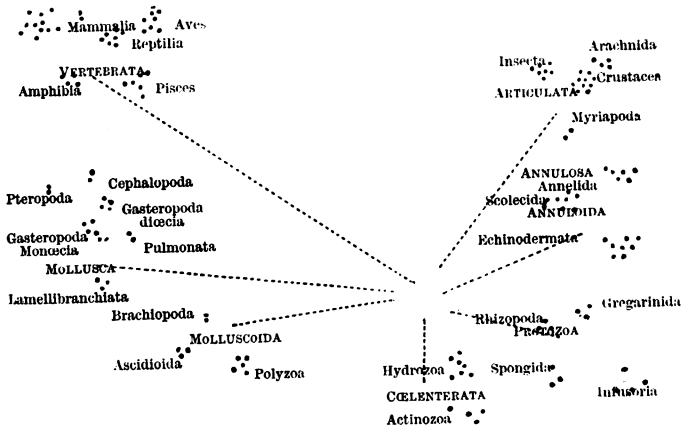 Mammalia
Aves
Reptilia
VERTEBRATA
Amphibia
Pisces
Insecta
Arachnida
Crustacea
ARTICULATA
Myriapoda
Cephalopoda
Pteropoda
Gasteropoda
diœcia
Gasteropoda
Monœcia
Pulmonata
MOLLUSCA
Lamellibranchiata
ANNULOSA
Annelida
Scolecida
ANNULOIDA
Echinodermata
Brachiopoda
MOLLUSCOIDA
Ascidioida
Polyzoa
Rhizopoda
Gregarinida
PROTOZOA
Hydrozoa
Spongida
Infusoria
CŒLENTERATA
Actinozoa